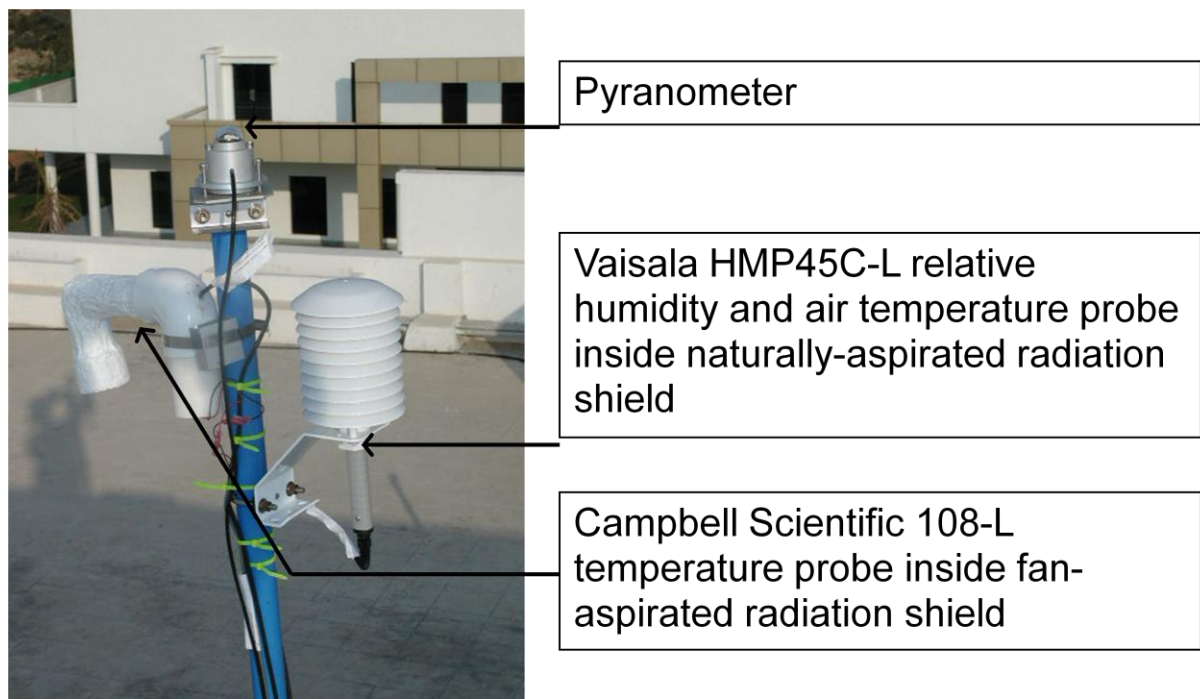 Pyranometer
Vaisala HMP45C-L relative
humidity and air temperature probe
inside naturally-aspirated radiation
shield
Campbell Scientific 108-L
temperature probe inside fan-
aspirated radiation shield